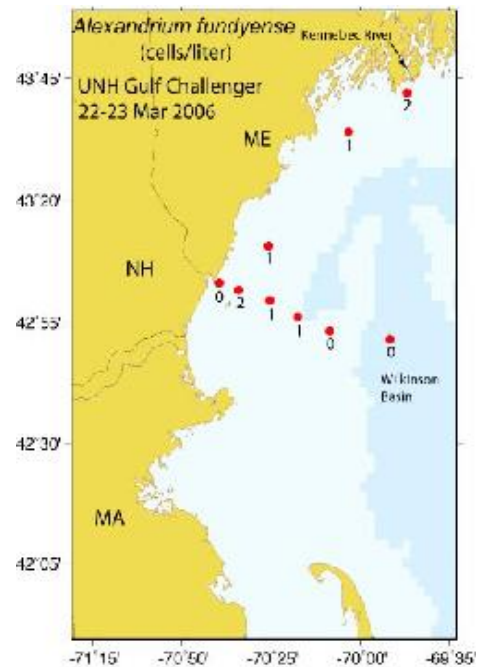 Alexandrium fundyense
(cells/liter)
Kennebec River
UNH Gulf Challenger
22-23 Mar 2006
43°45'
ME
2
1
43°20'
1
NH
0
2
1
1
0
0
42°55'
Wilkinson
Basin
42°30'
MA
42°05'
-71°15' -70°50' -70°25' -70°00' -69°95'